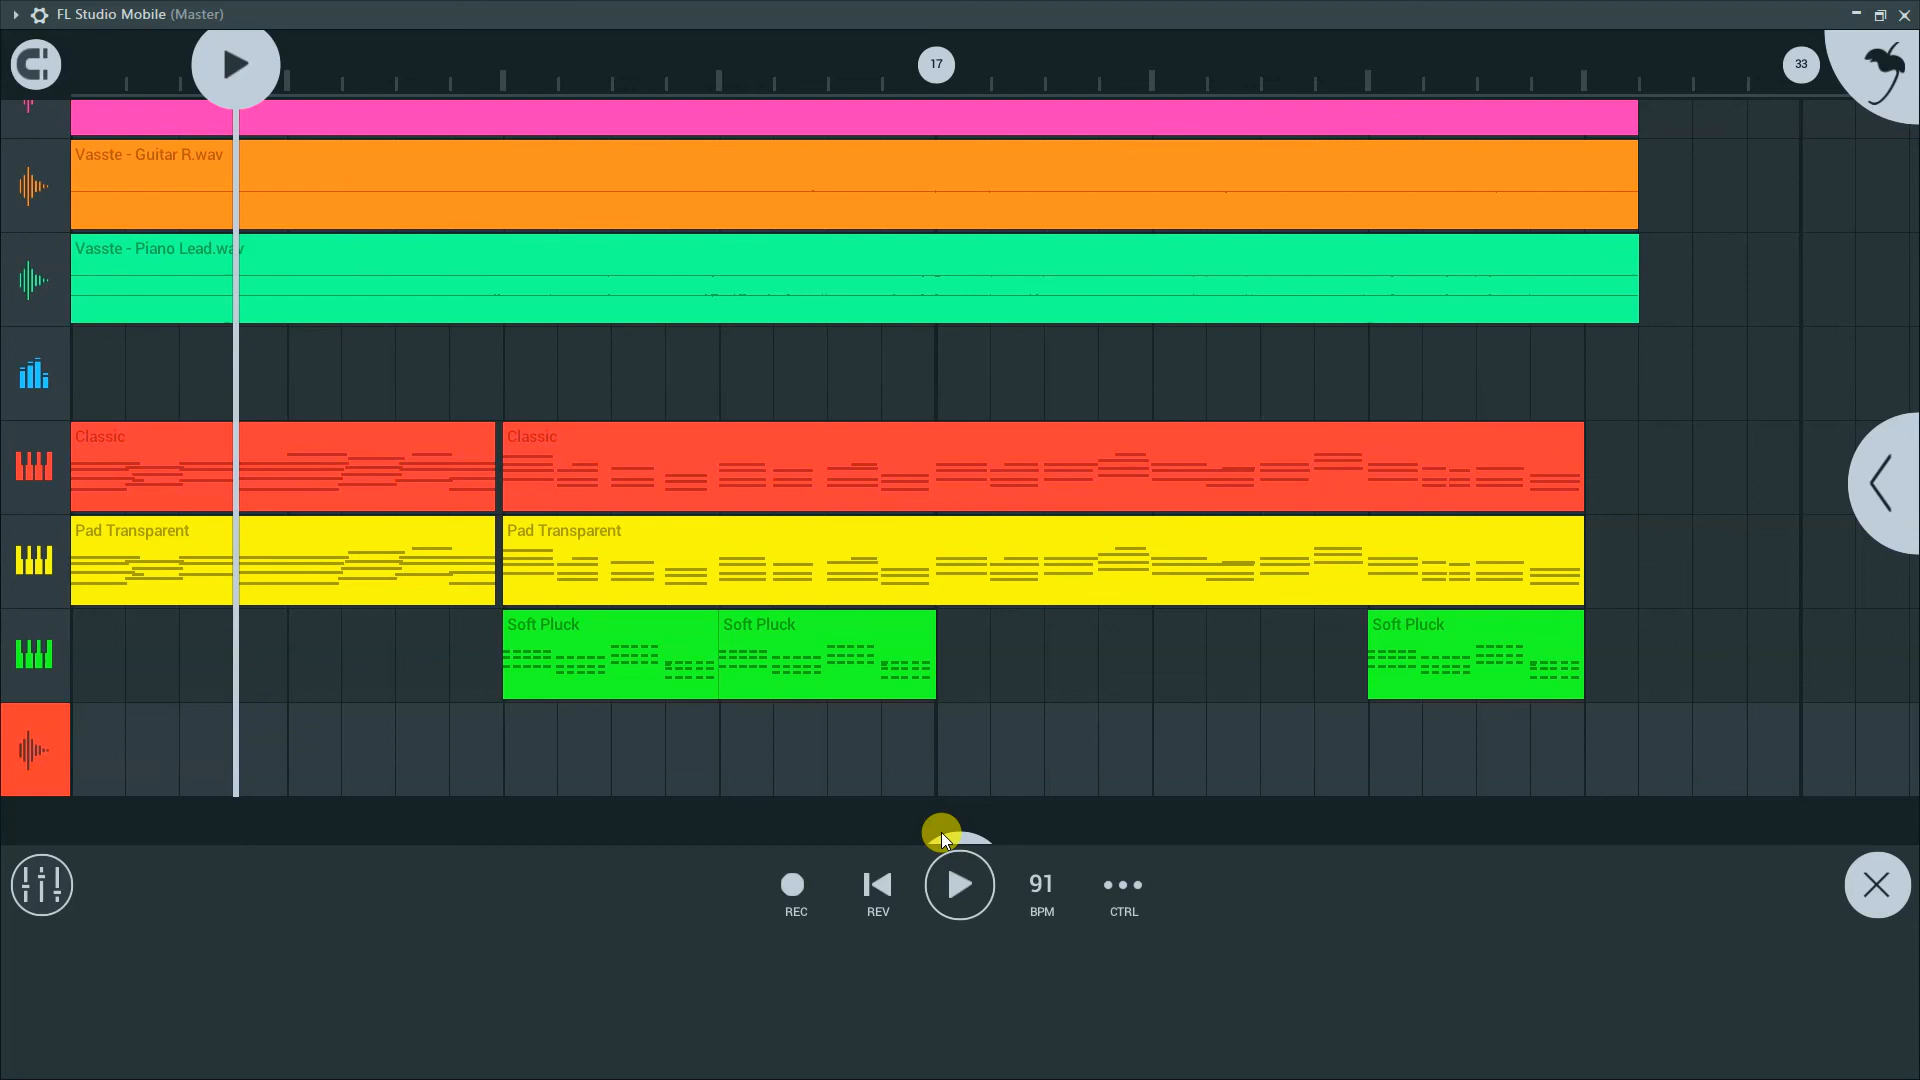 FL Studio Mobile (Master)
17
33
Vasste - Guitar R.wav
Vasste - Piano Lead.wav
Classic
Classic
Pad Transparent
Pad Transparent
Soft Pluck
Soft Pluck
Soft Pluck
91
REC
REV
BPM
CTRL